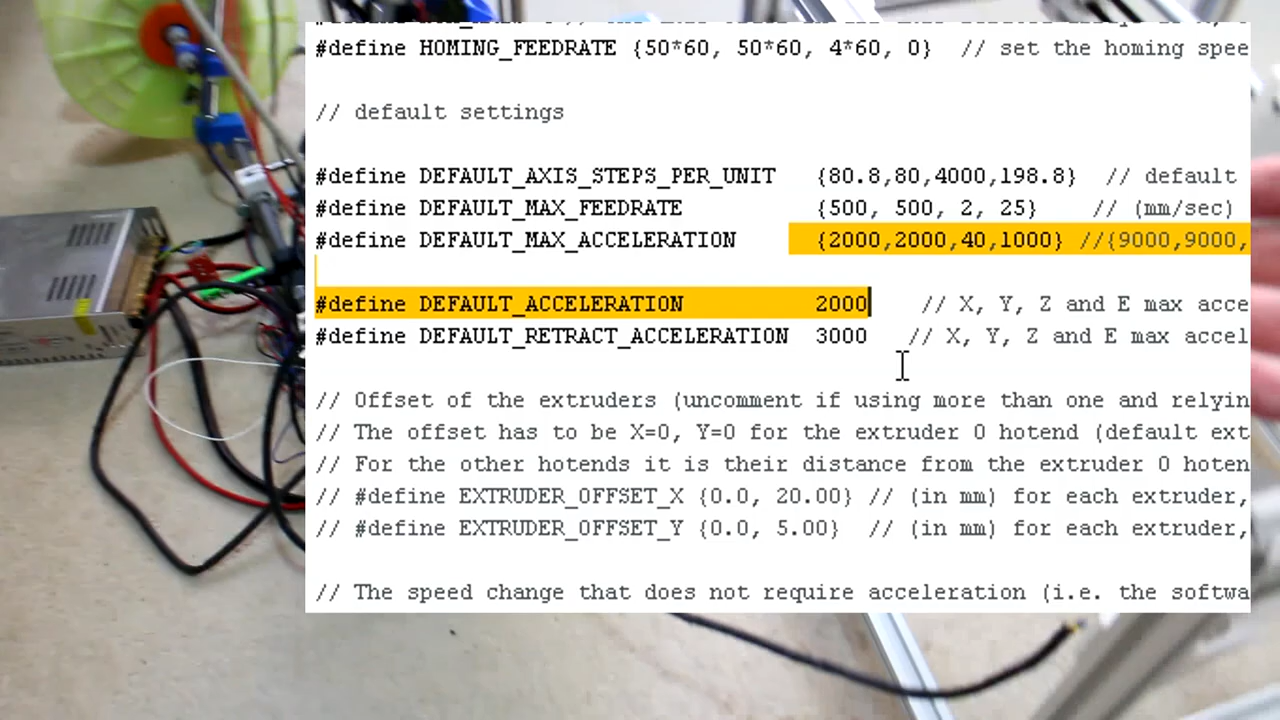 #define HOMING_FEEDRATE {50*60, 50*60, 4*60, 0} // set the homing spee
// default settings
#define DEFAULT_AXIS_STEPS_PER_UNIT {80.8,80,4000,198.8} // default
#define DEFAULT_MAX_FEEDRATE {500, 500, 2, 25} // (mm/sec)
#define DEFAULT_MAX_ACCELERATION {2000,2000,40,1000} //{9000,9000,
#define DEFAULT_ACCELERATION 2000 // X, Y, Z and E max acce
#define DEFAULT_RETRACT_ACCELERATION 3000 // X, Y, Z and E max accel
// Offset of the extruders (uncomment if using more than one and relyin
// The offset has to be X=0, Y=0 for the extruder 0 hotend (default ext
// For the other hotends it is their distance from the extruder 0 hoten
// #define EXTRUDER_OFFSET_X {0.0, 20.00} // (in mm) for each extruder,
// #define EXTRUDER_OFFSET_Y {0.0, 5.00} // (in mm) for each extruder,
// The speed change that does not require acceleration (i.e. the softwa